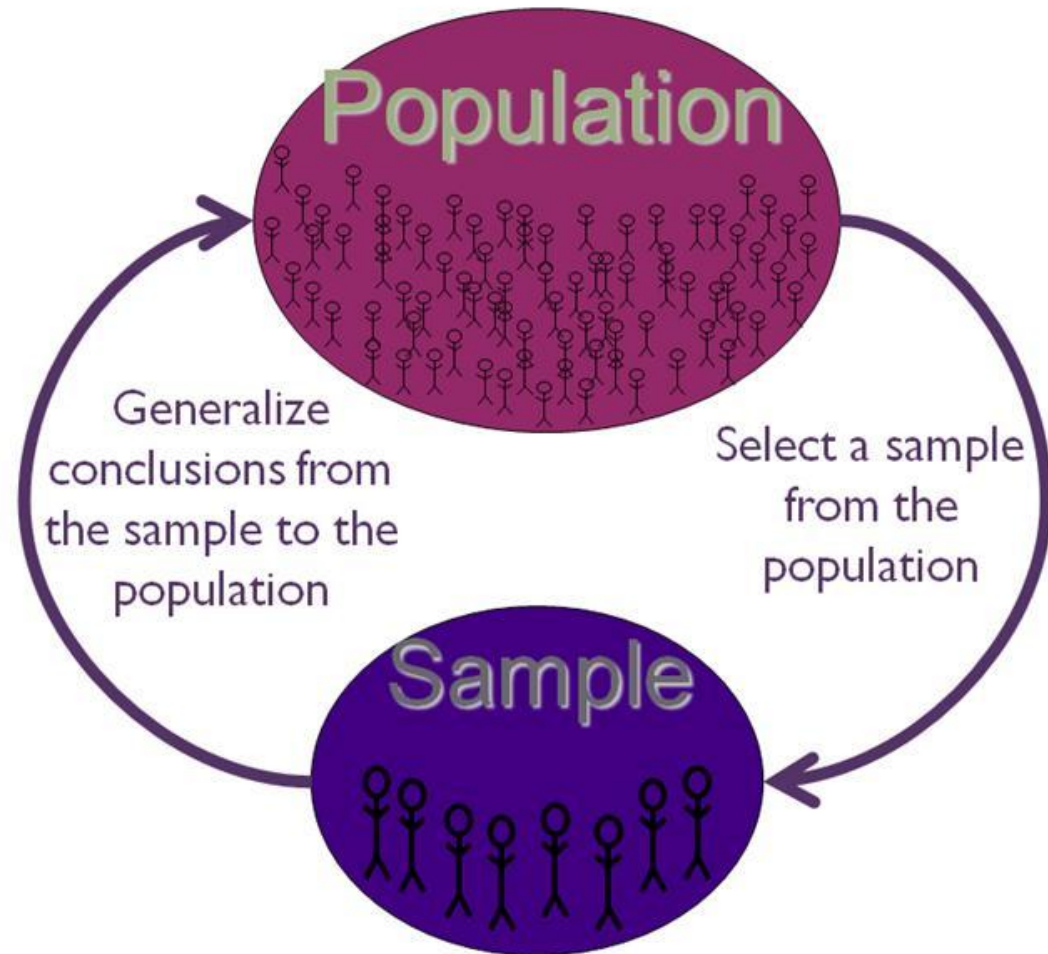 Population
Generalize
conclusions from
the sample to the
population
Select a sample
from the
population
Sample